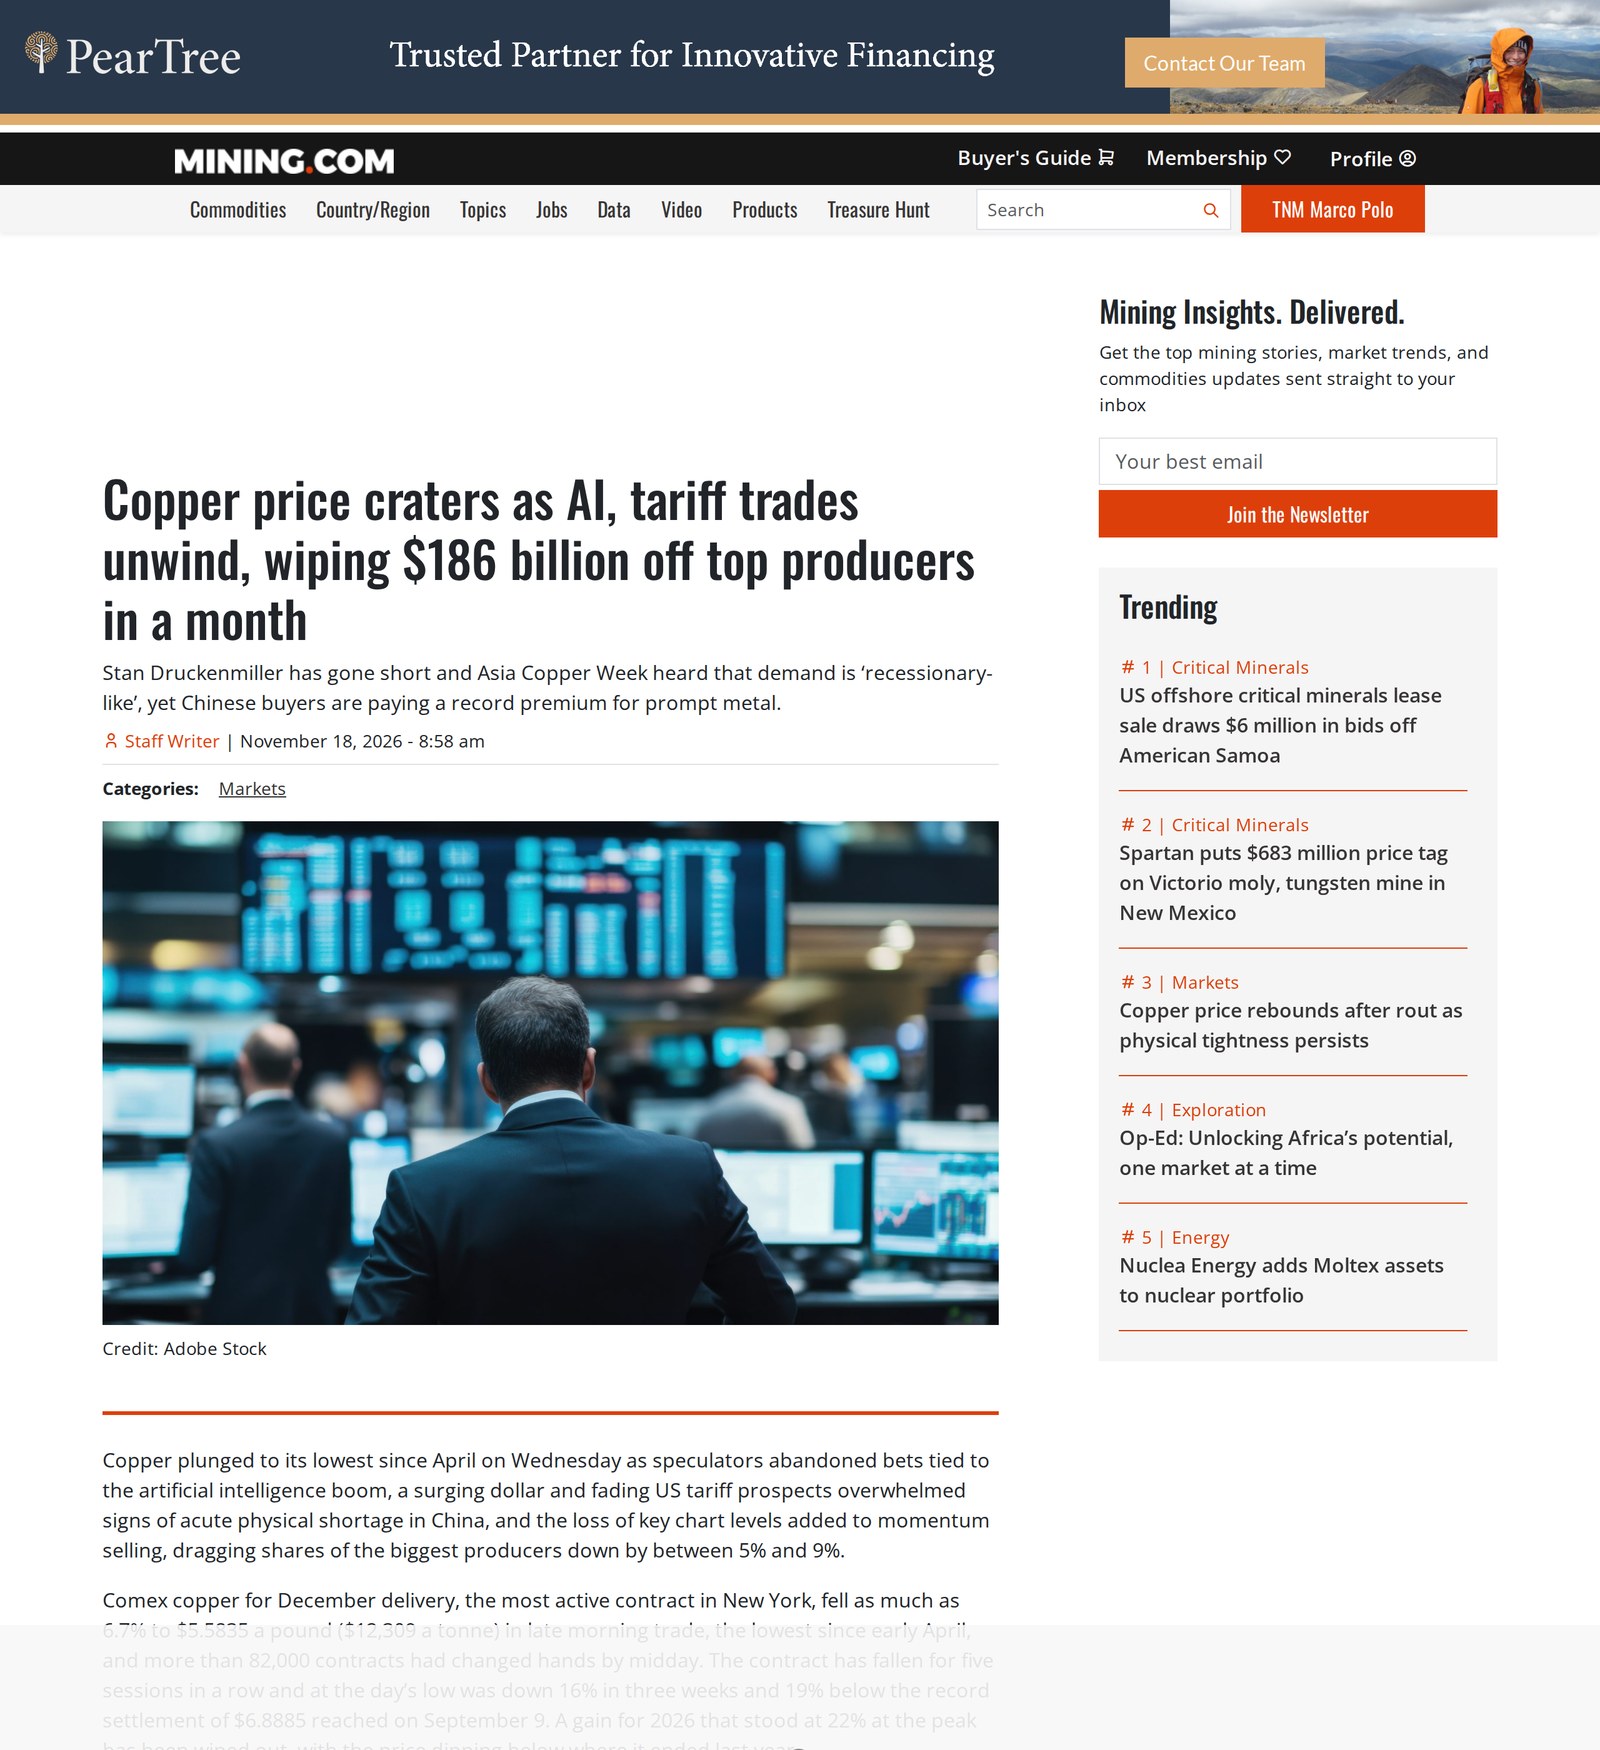 PearTree
Trusted Partner for Innovative Financing
Contact Our Team
MINING.COM
Buyer's Guide
Membership
Profile
Commodities
Country/Region
Topics
Jobs
Data
Video
Products
Treasure Hunt
Search
TNM Marco Polo
Copper price craters as AI, tariff trades
unwind, wiping $186 billion off top producers
in a month
Stan Druckenmiller has gone short and Asia Copper Week heard that demand is ‘recessionary-
like’, yet Chinese buyers are paying a record premium for prompt metal.
Staff Writer | November 18, 2026 - 8:58 am
Categories: Markets
Credit: Adobe Stock
Copper plunged to its lowest since April on Wednesday as speculators abandoned bets tied to
the artificial intelligence boom, a surging dollar and fading US tariff prospects overwhelmed
signs of acute physical shortage in China, and the loss of key chart levels added to momentum
selling, dragging shares of the biggest producers down by between 5% and 9%.
Comex copper for December delivery, the most active contract in New York, fell as much as
6.7% to $5.5835 a pound ($12,309 a tonne) in late morning trade, the lowest since early April,
and more than 82,000 contracts had changed hands by midday. The contract has fallen for five
sessions in a row and at the day’s low was down 16% in three weeks and 19% below the record
settlement of $6.8885 reached on September 9. A gain for 2026 that stood at 22% at the peak
has been wiped out, with the price dipping below where it ended last year.
Mining Insights. Delivered.
Get the top mining stories, market trends, and
commodities updates sent straight to your
inbox
Your best email
Join the Newsletter
Trending
# 1 | Critical Minerals
US offshore critical minerals lease
sale draws $6 million in bids off
American Samoa
# 2 | Critical Minerals
Spartan puts $683 million price tag
on Victorio moly, tungsten mine in
New Mexico
# 3 | Markets
Copper price rebounds after rout as
physical tightness persists
# 4 | Exploration
Op-Ed: Unlocking Africa’s potential,
one market at a time
# 5 | Energy
Nuclea Energy adds Moltex assets
to nuclear portfolio